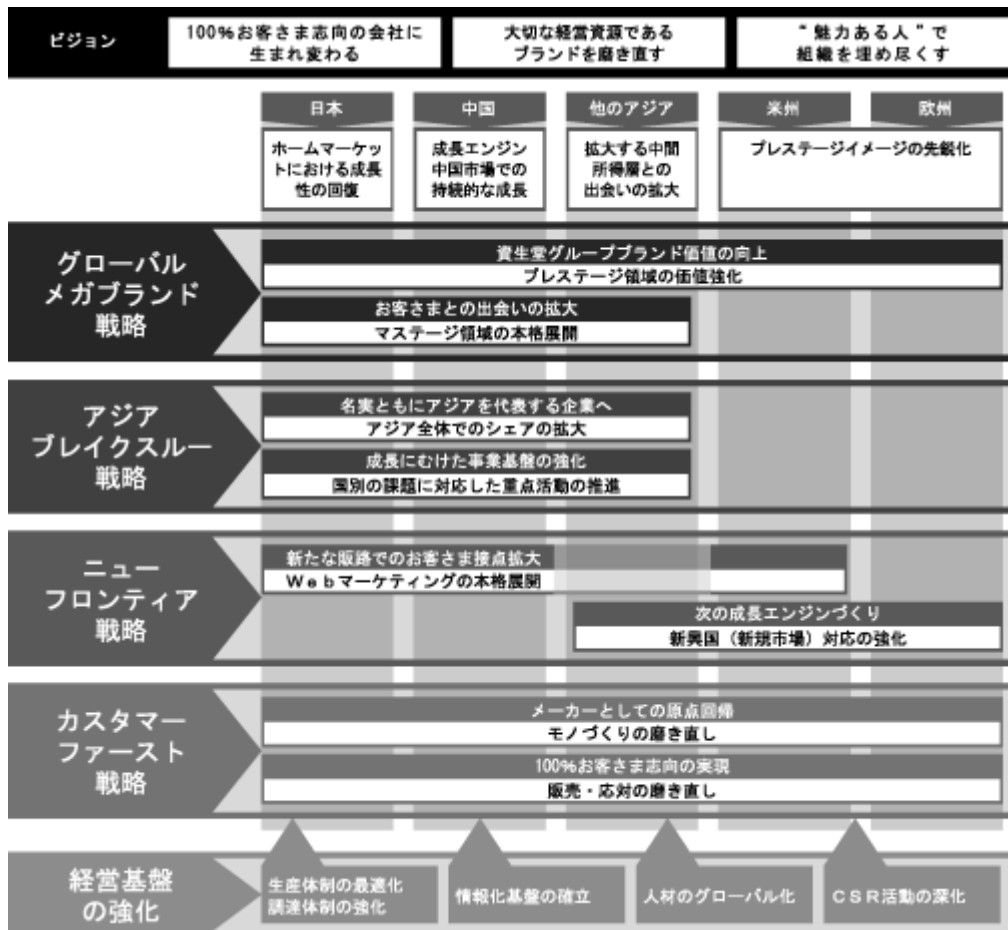 ビジョン
100%お客さま志向の会社に
生まれ変わる
大切な経営資源である
ブランドを磨き直す
“魅力ある人”で
組織を埋め尽くす
日本
中国
他のアジア
米州
欧州
ホームマーケッ
トにおける成長
性の回復
成長エンジン
中国市場での
持続的な成長
拡大する中間
所得層との
出会いの拡大
プレステージイメージの先鋭化
グローバル
メガブランド
戦略
資生堂グループブランド価値の向上
プレステージ領域の価値強化
お客さまとの出会いの拡大
マステージ領域の本格展開
アジア
ブレイクスルー
戦略
名実ともにアジアを代表する企業へ
アジア全体でのシェアの拡大
成長にむけた事業基盤の強化
国別の課題に対応した重点活動の推進
ニュー
フロンティア
戦略
新たな販路でのお客さま接点拡大
Webマーケティングの本格展開
次の成長エンジンづくり
新興国（新規市場）対応の強化
カスタマー
ファースト
戦略
メーカーとしての原点回帰
モノづくりの磨き直し
100%お客さま志向の実現
販売・応対の磨き直し
経営基盤
の強化
生産体制の最適化
調達体制の強化
情報化基盤の確立
人材のグローバル化
CSR活動の深化